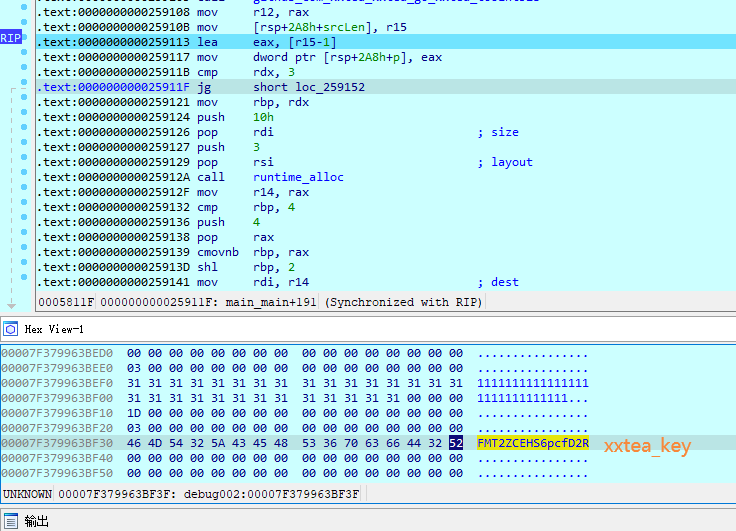 .text:0000000000259108 mov r12, rax
.text:000000000025910B mov [rsp+2A8h+srcLen], r15
RIP .text:0000000000259113 lea eax, [r15-1]
.text:0000000000259117 mov dword ptr [rsp+2A8h+p], eax
.text:000000000025911B cmp rdx, 3
.text:000000000025911F jg short loc_259152
.text:0000000000259121 mov rbp, rdx
.text:0000000000259124 push 10h
.text:0000000000259126 pop rdi ; size
.text:0000000000259127 push 3
.text:0000000000259129 pop rsi ; layout
.text:000000000025912A call runtime_alloc
.text:000000000025912F mov r14, rax
.text:0000000000259132 cmp rbp, 4
.text:0000000000259136 push 4
.text:0000000000259138 pop rax
.text:0000000000259139 cmovnb rbp, rax
.text:000000000025913D shl rbp, 2
.text:0000000000259141 mov rdi, r14 ; dest
0005811F 000000000025911F: main_main+191 (Synchronized with RIP)
Hex View-1
00007F379963BED0 00 00 00 00 00 00 00 00 00 00 00 00 00 00 00 00 ................
00007F379963BEE0 03 00 00 00 00 00 00 00 00 00 00 00 00 00 00 00 ................
00007F379963BEF0 31 31 31 31 31 31 31 31 31 31 31 31 31 31 31 31 1111111111111111
00007F379963BF00 31 31 31 31 31 31 31 31 31 31 31 31 31 00 00 00 1111111111111...
00007F379963BF10 1D 00 00 00 00 00 00 00 00 00 00 00 00 00 00 00 ................
00007F379963BF20 03 00 00 00 00 00 00 00 00 00 00 00 00 00 00 00 ................
00007F379963BF30 46 4D 54 32 5A 43 45 48 53 36 70 63 66 44 32 52 FMT2ZCEHS6pcfD2R xxtea_key
00007F379963BF40 00 00 00 00 00 00 00 00 00 00 00 00 00 00 00 00 ................
00007F379963BF50 00 00 00 00 00 00 00 00 00 00 00 00 00 00 00 00 ................
UNKNOWN 00007F379963BF3F: debug002:00007F379963BF3F
输出